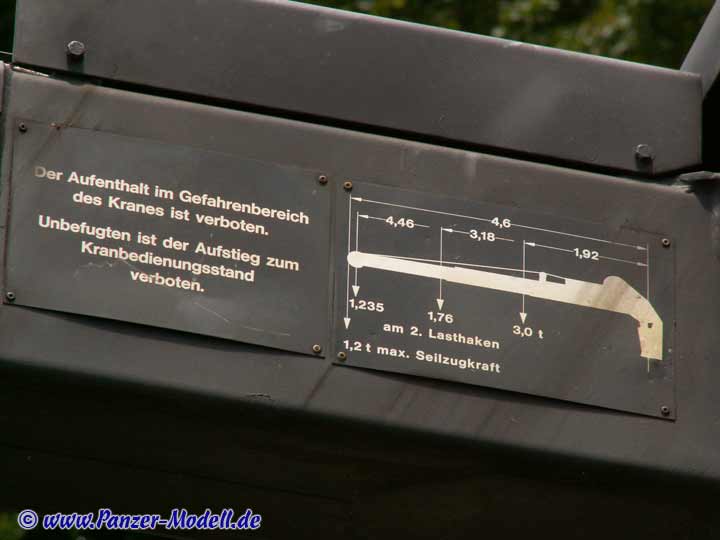 Der Aufenthalt im Gefahrenbereich
des Kranes ist verboten.
Unbefugten ist der Aufstieg zum
Kranbedienungsstand
verboten.
4,6
4,46
3,18
1,92
1,235
1,76
3,0 t
am 2. Lasthaken
1,2 t max. Seilzugkraft
© www.Panzer-Modell.de